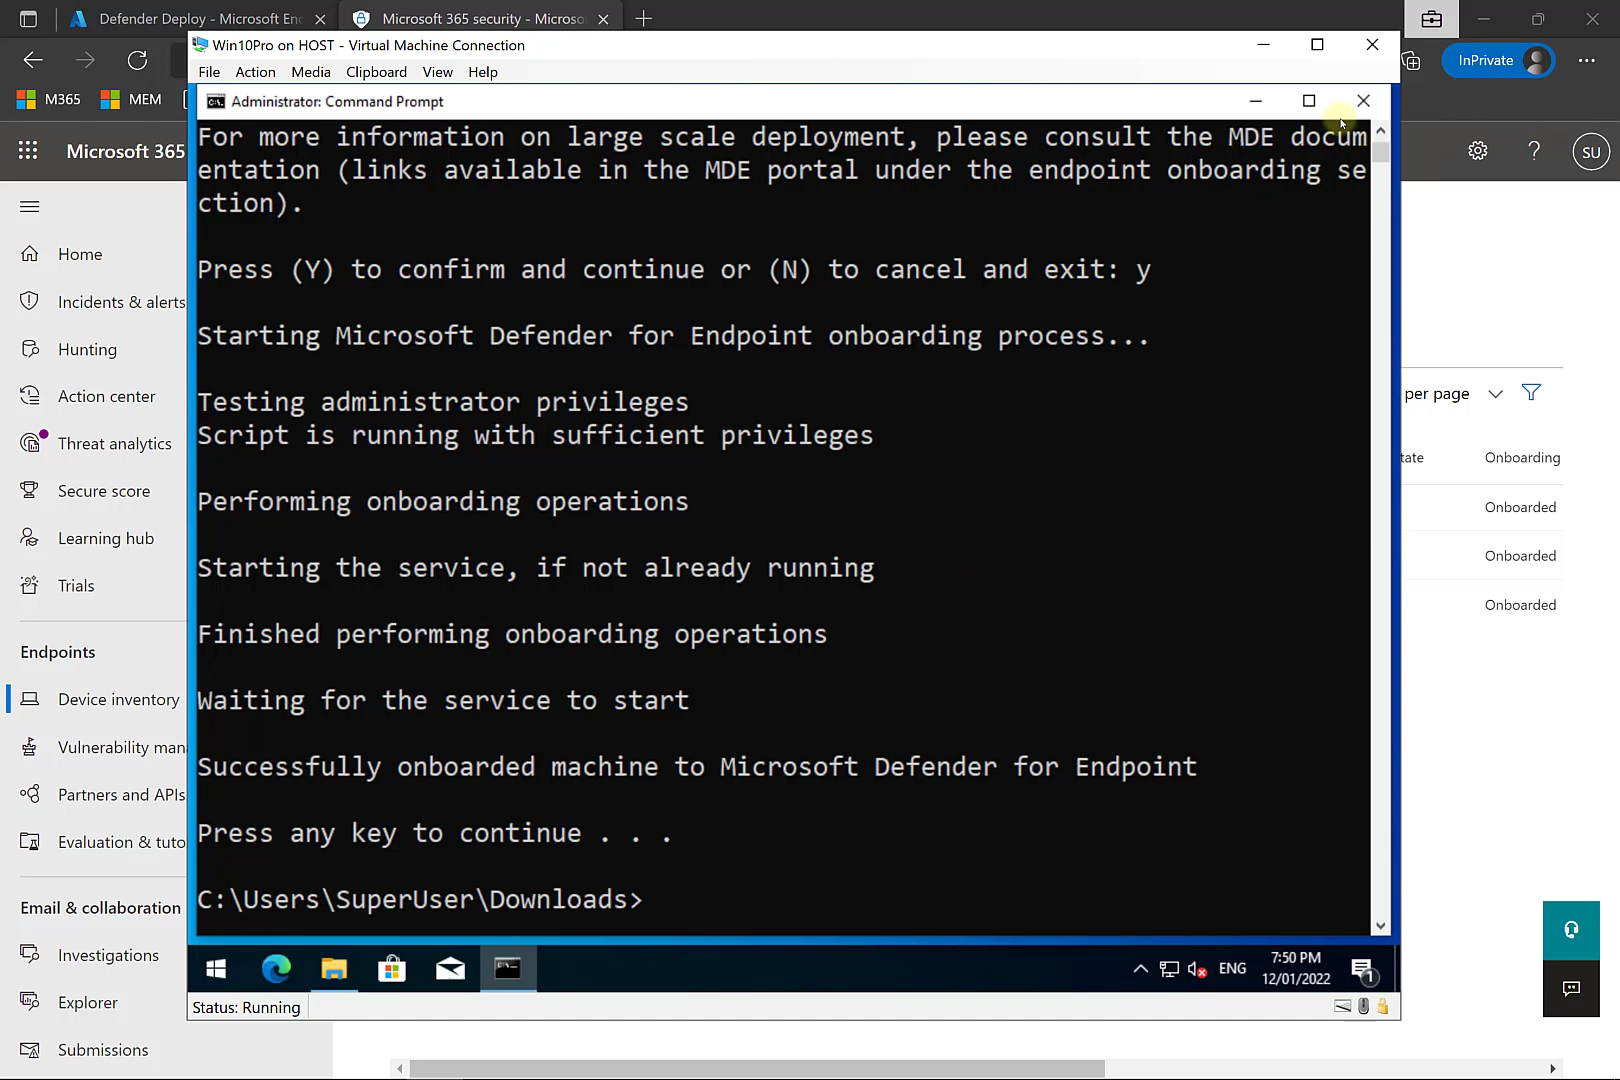 Defender Deploy - Microsoft En
Microsoft 365 security - Microso
Win10Pro on HOST - Virtual Machine Connection
File Action Media Clipboard View Help
InPrivate
M365 MEM
Administrator: Command Prompt
Microsoft 365
SU
For more information on large scale deployment, please consult the MDE docum
entation (links available in the MDE portal under the endpoint onboarding se
ction).
Press (Y) to confirm and continue or (N) to cancel and exit: y
Starting Microsoft Defender for Endpoint onboarding process...
Testing administrator privileges
Script is running with sufficient privileges
Performing onboarding operations
Starting the service, if not already running
Finished performing onboarding operations
Waiting for the service to start
Successfully onboarded machine to Microsoft Defender for Endpoint
Press any key to continue . . .
C:\Users\SuperUser\Downloads>
Home
Incidents & alerts
Hunting
Action center
Threat analytics
Secure score
Learning hub
Trials
Endpoints
Device inventory
Vulnerability man
Partners and APIs
Evaluation & tuto
Email & collaboration
Investigations
Explorer
Submissions
per page
tate Onboarding
Onboarded
Onboarded
Onboarded
ENG
7:50 PM
12/01/2022
1
Status: Running